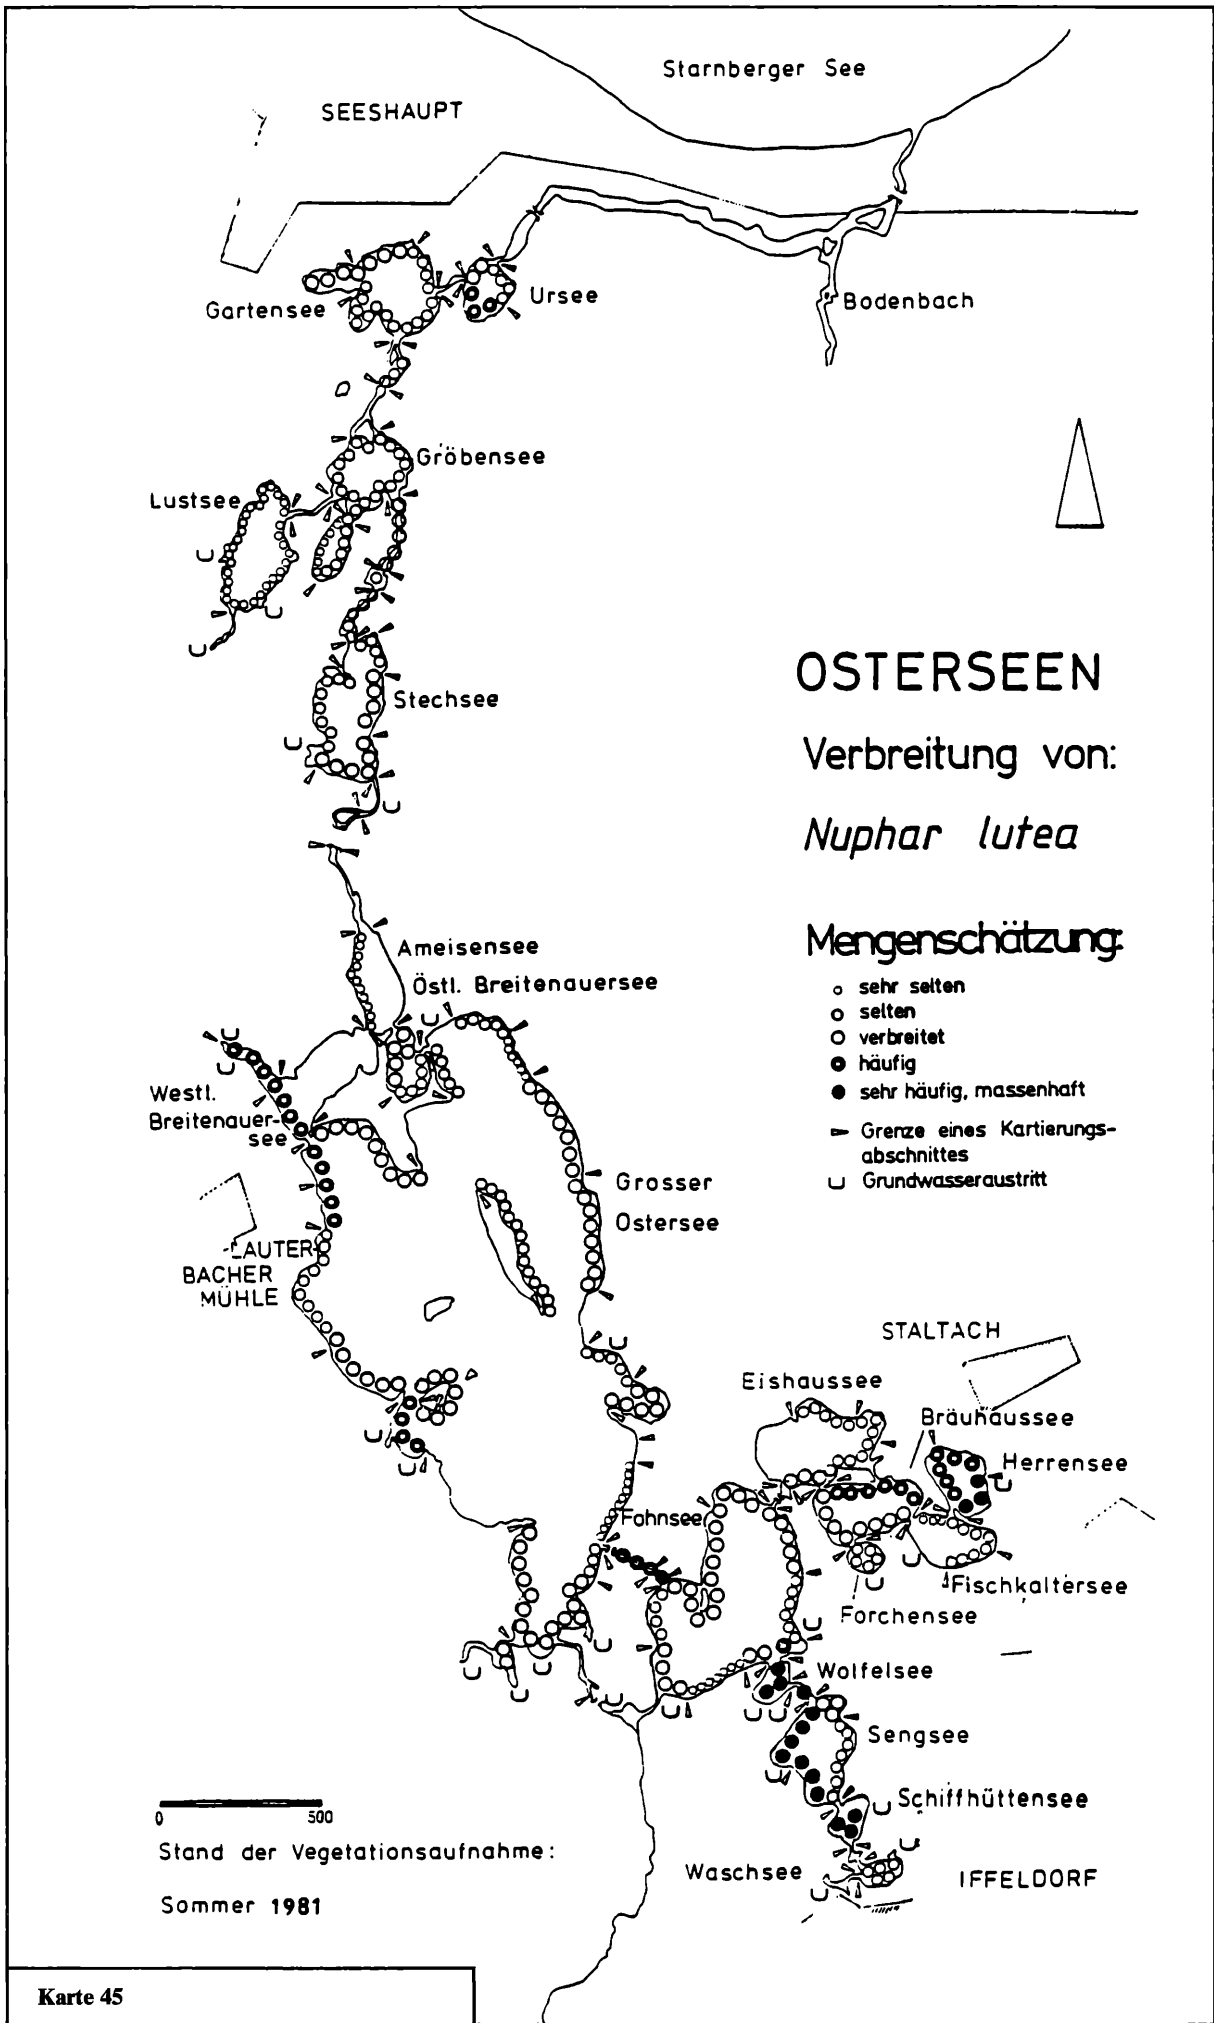 Starnberger See
SEESHAUPT
Gartensee
Ursee
Bodenbach
Gröbensee
Lustsee
OSTERSEEN
Stechsee
Verbreitung von:
Nuphar lutea
Mengenschätzung:
Ameisensee
Östl. Breitenauersee
sehr selten
selten
verbreitet
häufig
sehr häufig, massenhaft
Grenze eines Kartierungs-
abschnittes
Grundwasseraustritt
Westl.
Breitenauer-
see
Grosser
Ostersee
LAUTER-
BACHER
MÜHLE
STALTACH
Eishaussee
Bräuhaussee
Herrensee
Fohnsee
Fischkaltersee
Forchensee
Wolfelsee
Sengsee
Schiffhüttensee
0 500
Stand der Vegetationsaufnahme:
Waschsee
IFFELDORF
Sommer 1981
Karte 45